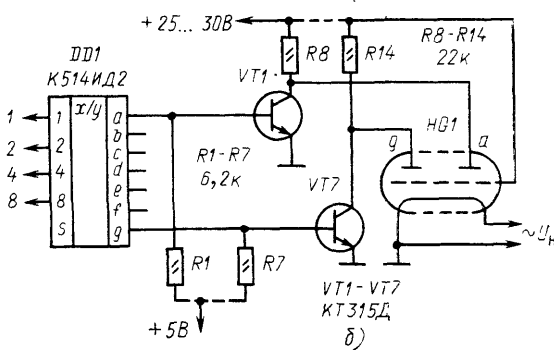 + 25... 30В
DD1
К514ИД2
R8
R14
R8-R14
22к
VT1
HG1
g
a
x/y
1
1
a
b
2
2
c
4
4
d
8
8
e
f
S
g
R1-R7
6,2к
VT7
~Uн
R1
R7
VT1-VT7
КТ315Д
+5В
б)